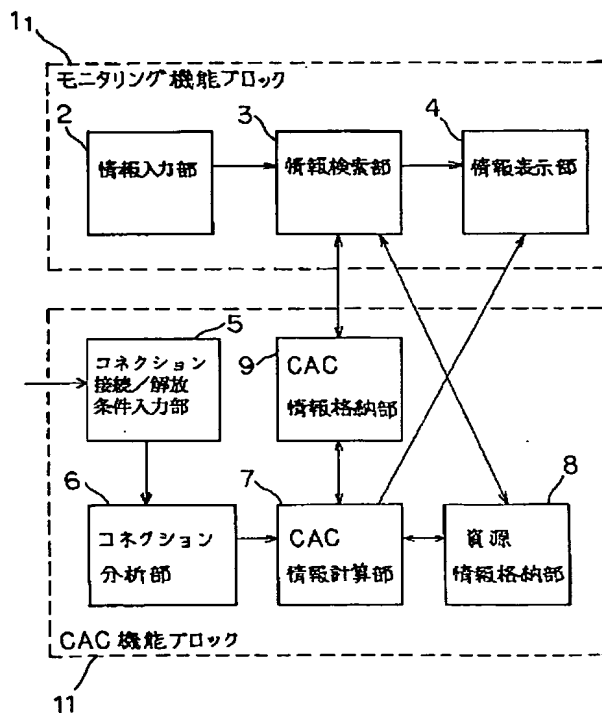 11
モニタリング機能ブロック
2
3
4
情報入力部
情報検索部
情報表示部
5
コネクション
接続／解放
条件入力部
9
CAC
情報格納部
6
7
8
コネクション
分析部
CAC
情報計算部
資源
情報格納部
CAC機能ブロック
11